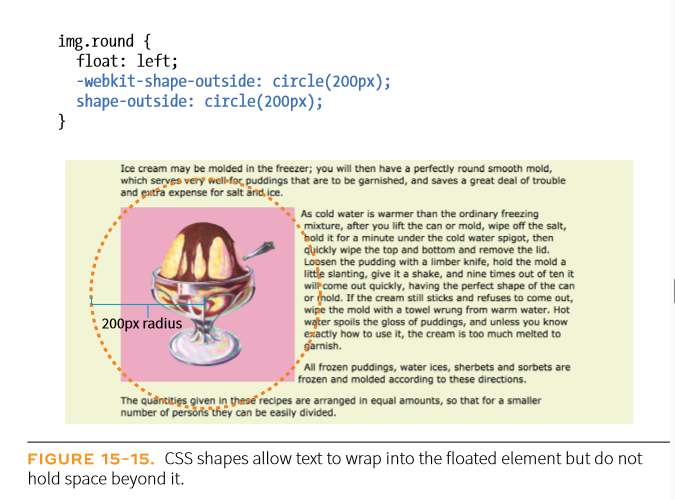 img.round {
float: left;
-webkit-shape-outside: circle(200px);
shape-outside: circle(200px);
}
Ice cream may be molded in the freezer; you will then have a perfectly round smooth mold,
which serves very well for puddings that are to be garnished, and saves a great deal of trouble
and extra expense for salt and ice.
As cold water is warmer than the ordinary freezing
mixture, after you lift the can or mold, wipe off the salt,
hold it for a minute under the cold water spigot, then
quickly wipe the top and bottom and remove the lid.
Loosen the pudding with a limber knife, hold the mold a
little slanting, give it a shake, and nine times out of ten it
will come out quickly, having the perfect shape of the can
or mold. If the cream still sticks and refuses to come out,
wipe the mold with a towel wrung from warm water. Hot
water spoils the gloss of puddings, and unless you know
exactly how to use it, the cream is too much melted to
garnish.
200px radius
All frozen puddings, water ices, sherbets and sorbets are
frozen and molded according to these directions.
The quantities given in these recipes are arranged in equal amounts, so that for a smaller
number of persons they can be easily divided.
FIGURE 15-15. CSS shapes allow text to wrap into the floated element but do not
hold space beyond it.